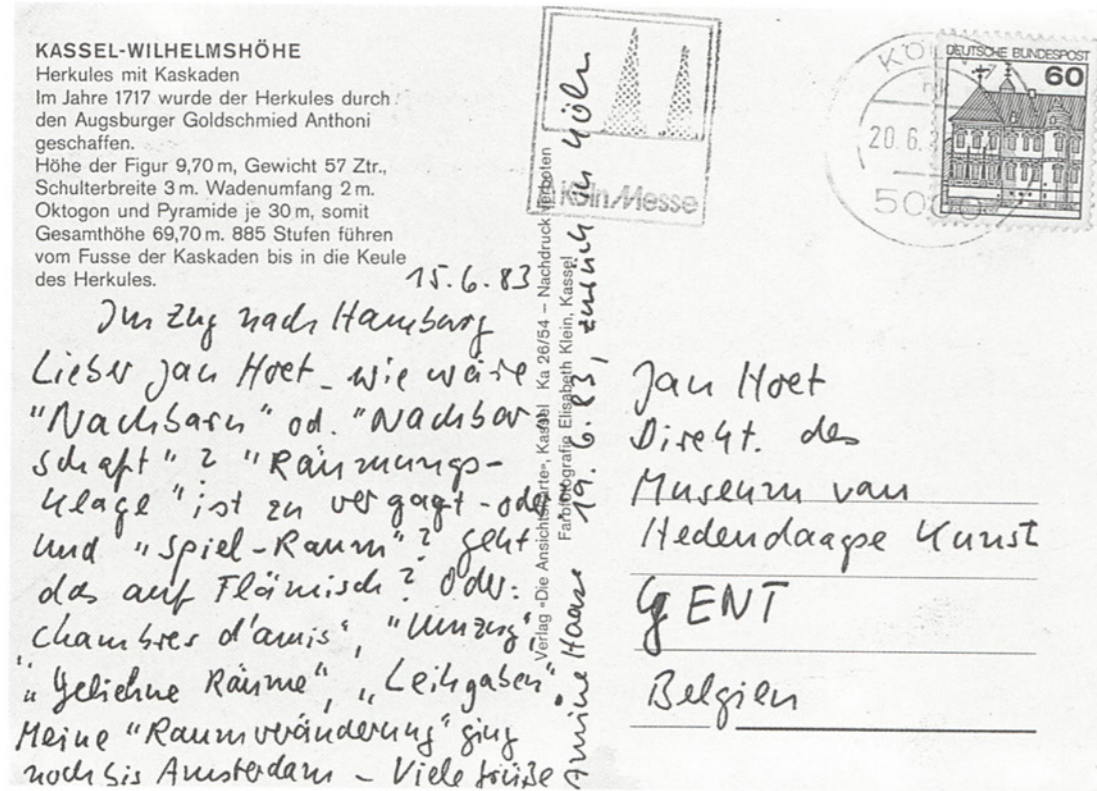 KASSEL-WILHELMSHÖHE
Herkules mit Kaskaden
Im Jahre 1717 wurde der Herkules durch
den Augsburger Goldschmied Anthoni
geschaffen.
Höhe der Figur 9,70 m, Gewicht 57 Ztr.,
Schulterbreite 3 m. Wadenumfang 2 m.
Oktogon und Pyramide je 30 m, somit
Gesamthöhe 69,70 m. 885 Stufen führen
vom Fusse der Kaskaden bis in die Keule
des Herkules.
15.6.83
Im Zug nach Hamburg
Lieber Jan Hoet - wie wäre
"Nachbarn" od. "Nachbar-
schaft"? "Räumungs-
klage" ist zu vergagt - oder
und "Spiel-Raum"? geht
das auf Flämisch? Oder:
"chambres d'amis", "Umzug",
"Geliehne Räume", "Leihgaben".
Meine "Raumveränderung" ging
noch bis Amsterdam - Viele Grüße
Amine Haase 19.6.83, zurück in Köln
Verlag «Die Ansichtskarte», Kassel Ka 26/54 – Nachdruck verboten
Farbfotografie Elisabeth Klein, Kassel
Köln Messe
KÖLN
20.6.
5000
DEUTSCHE BUNDESPOST
60
Jan Hoet
Direkt. des
Museum van
Hedendaagse Kunst
GENT
Belgien